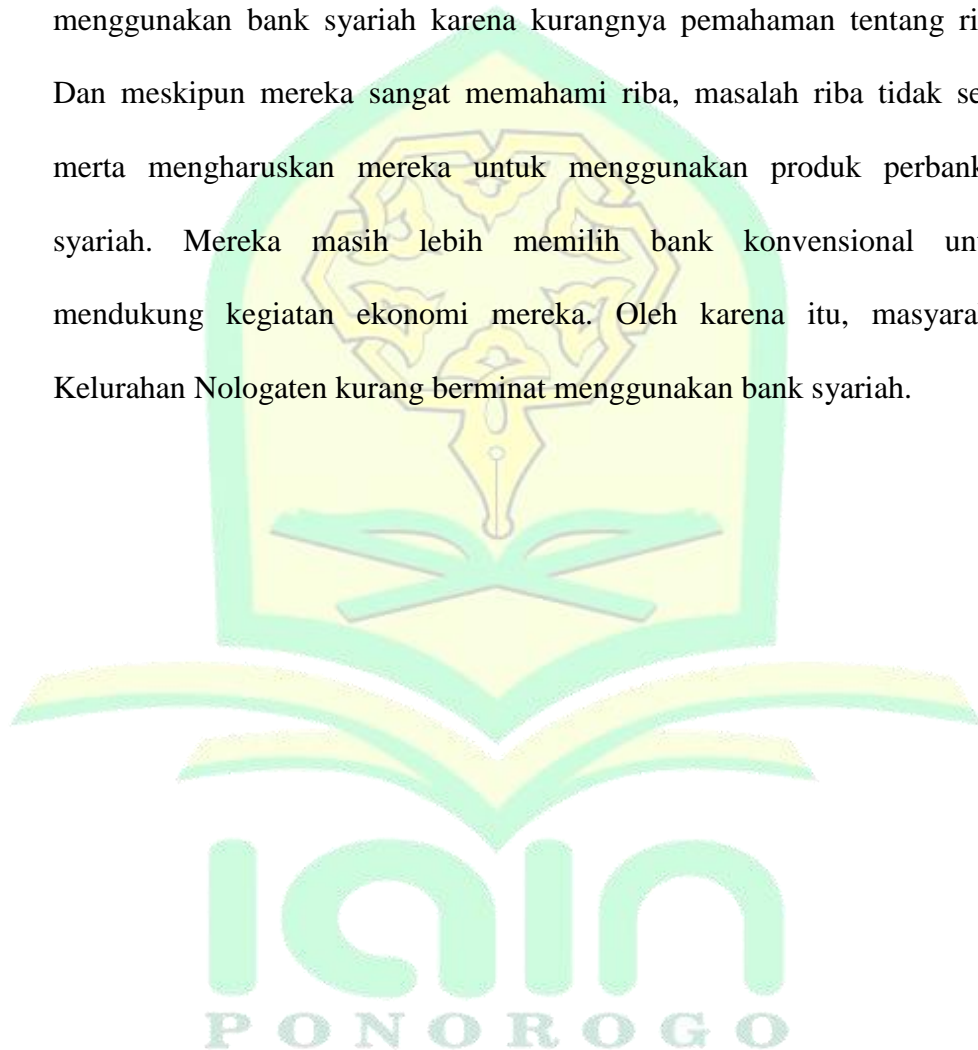 menggunakan bank syariah karena kurangnya pemahaman tentang ri
Dan meskipun mereka sangat memahami riba, masalah riba tidak se
merta mengharuskan mereka untuk menggunakan produk perbank
syariah. Mereka masih lebih memilih bank konvensional un
mendukung kegiatan ekonomi mereka. Oleh karena itu, masyara
Kelurahan Nologaten kurang berminat menggunakan bank syariah.
iain
PONOROGO